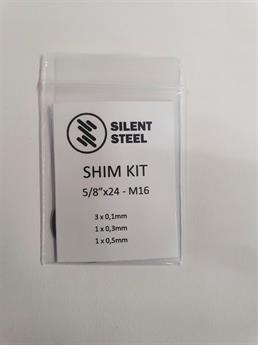 SILENT
STEEL
SHIM KIT
5/8"x24 - M16
3 x 0,1mm
1 x 0,3mm
1 x 0,5mm